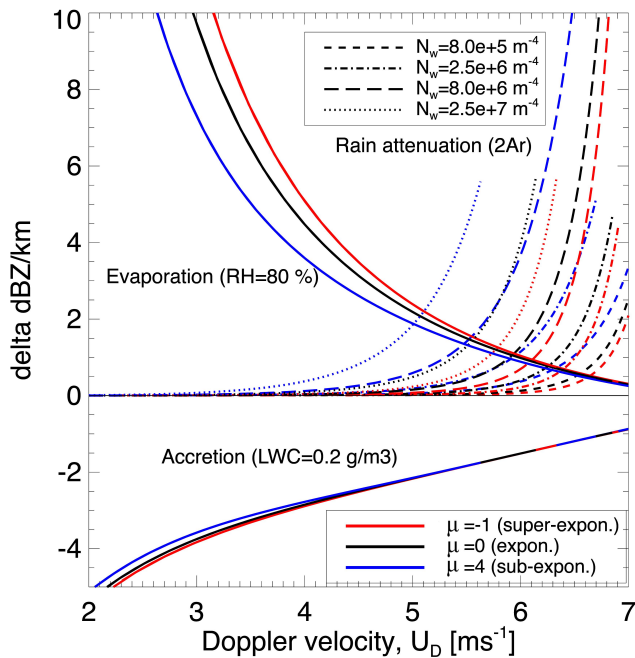 10
8
6
4
2
0
-2
-4
delta dBZ/km
N_w=8.0e+5 m^-4
N_w=2.5e+6 m^-4
N_w=8.0e+6 m^-4
N_w=2.5e+7 m^-4
Rain attenuation (2Ar)
Evaporation (RH=80 %)
Accretion (LWC=0.2 g/m3)
μ =-1 (super-expon.)
μ =0 (expon.)
μ =4 (sub-expon.)
2 3 4 5 6 7
Doppler velocity, U_D [ms^-1]